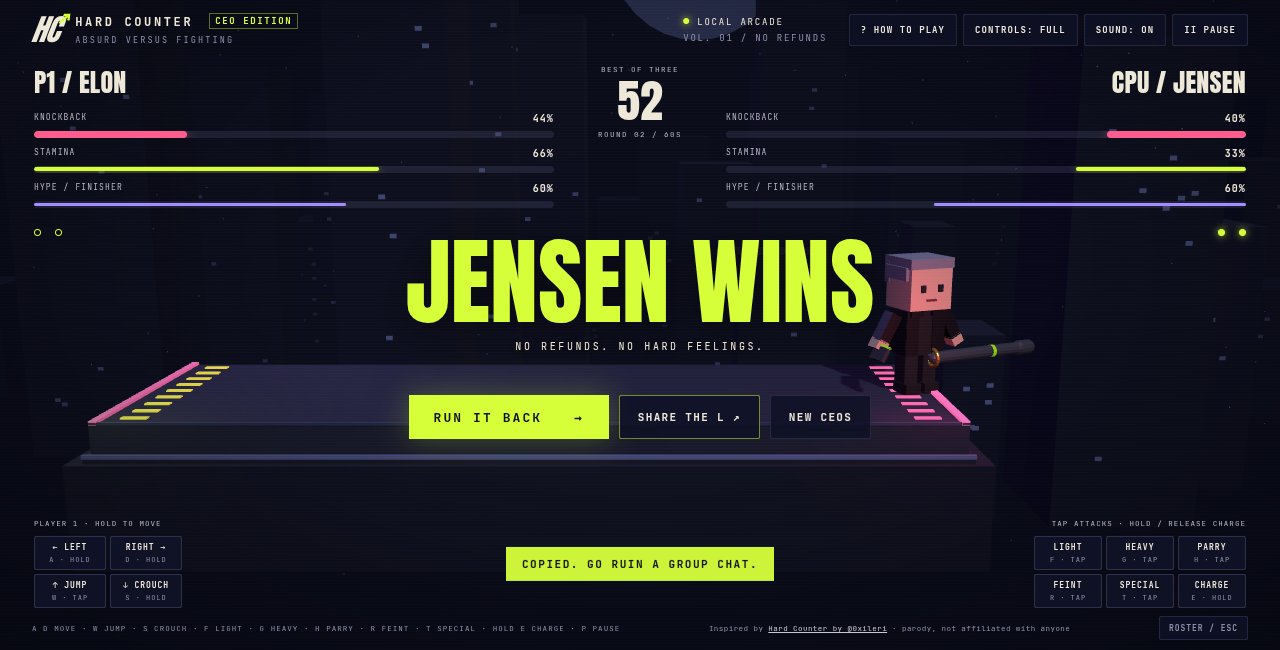 HC HARD COUNTER CEO EDITION
ABSURD VERSUS FIGHTING
LOCAL ARCADE
VOL. 01 / NO REFUNDS
? HOW TO PLAY
CONTROLS: FULL
SOUND: ON
II PAUSE
P1 / ELON
KNOCKBACK 44%
STAMINA 66%
HYPE / FINISHER 60%
BEST OF THREE
52
ROUND 02 / 60S
CPU / JENSEN
KNOCKBACK 40%
STAMINA 33%
HYPE / FINISHER 60%
JENSEN WINS
NO REFUNDS. NO HARD FEELINGS.
RUN IT BACK →
SHARE THE L ↗
NEW CEOS
COPIED. GO RUIN A GROUP CHAT.
PLAYER 1 · HOLD TO MOVE
← LEFT
A · HOLD
RIGHT →
D · HOLD
↑ JUMP
W · TAP
↓ CROUCH
S · HOLD
TAP ATTACKS · HOLD / RELEASE CHARGE
LIGHT
F · TAP
HEAVY
G · TAP
PARRY
H · TAP
FEINT
R · TAP
SPECIAL
T · TAP
CHARGE
E · HOLD
A D MOVE · W JUMP · S CROUCH · F LIGHT · G HEAVY · H PARRY · R FEINT · T SPECIAL · HOLD E CHARGE · P PAUSE
Inspired by Hard Counter by @0xileri · parody, not affiliated with anyone
ROSTER / ESC